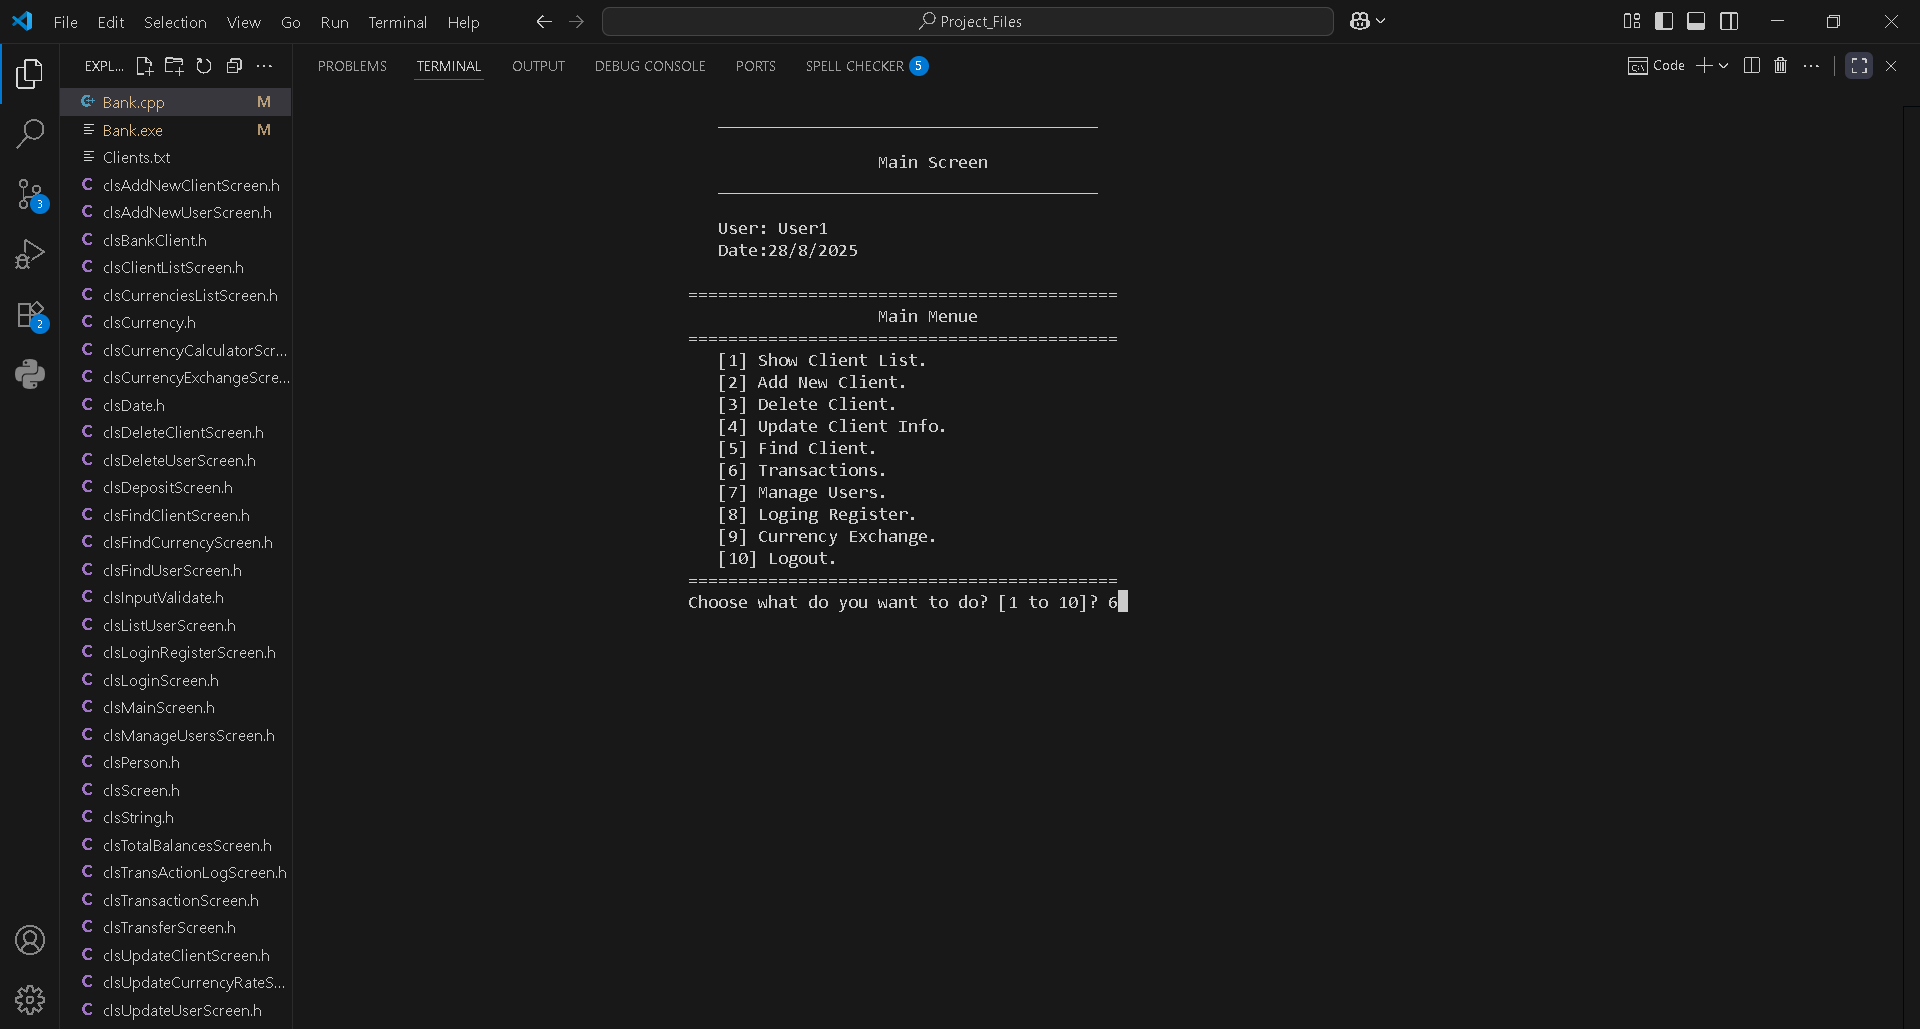 File Edit Selection View Go Run Terminal Help
Project_Files
EXPL...
PROBLEMS TERMINAL OUTPUT DEBUG CONSOLE PORTS SPELL CHECKER 5
Code
Bank.cpp M
Bank.exe M
Clients.txt
C clsAddNewClientScreen.h
C clsAddNewUserScreen.h
C clsBankClient.h
C clsClientListScreen.h
C clsCurrenciesListScreen.h
C clsCurrency.h
C clsCurrencyCalculatorScr...
C clsCurrencyExchangeScre...
C clsDate.h
C clsDeleteClientScreen.h
C clsDeleteUserScreen.h
C clsDepositScreen.h
C clsFindClientScreen.h
C clsFindCurrencyScreen.h
C clsFindUserScreen.h
C clsInputValidate.h
C clsListUserScreen.h
C clsLoginRegisterScreen.h
C clsLoginScreen.h
C clsMainScreen.h
C clsManageUsersScreen.h
C clsPerson.h
C clsScreen.h
C clsString.h
C clsTotalBalancesScreen.h
C clsTransActionLogScreen.h
C clsTransactionScreen.h
C clsTransferScreen.h
C clsUpdateClientScreen.h
C clsUpdateCurrencyRateS...
C clsUpdateUserScreen.h
3
2
Main Screen
User: User1
Date:28/8/2025
===========================================
Main Menue
===========================================
[1] Show Client List.
[2] Add New Client.
[3] Delete Client.
[4] Update Client Info.
[5] Find Client.
[6] Transactions.
[7] Manage Users.
[8] Loging Register.
[9] Currency Exchange.
[10] Logout.
===========================================
Choose what do you want to do? [1 to 10]? 6